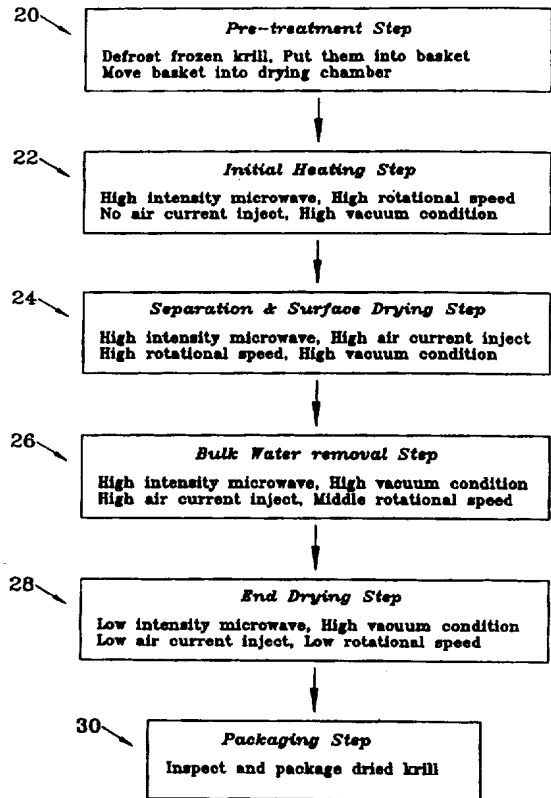 20
Pre-treatment Step
Defrost frozen krill, Put them into basket
Move basket into drying chamber
22
Initial Heating Step
High intensity microwave, High rotational speed
No air current inject, High vacuum condition
24
Separation & Surface Drying Step
High intensity microwave, High air current inject
High rotational speed, High vacuum condition
26
Bulk Water removal Step
High intensity microwave, High vacuum condition
High air current inject, Middle rotational speed
28
End Drying Step
Low intensity microwave, High vacuum condition
Low air current inject, Low rotational speed
30
Packaging Step
Inspect and package dried krill